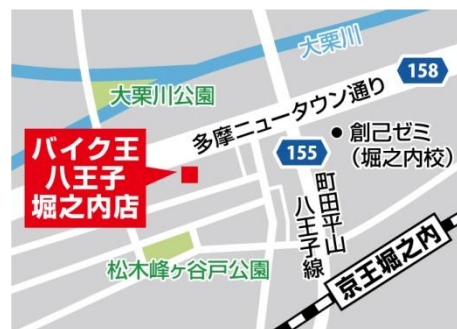 大栗川
158
大栗川公園
多摩ニュータウン通り
創己ゼミ
（堀之内校）
バイク王
八王子
堀之内店
155
町田平山
八王子線
京王堀之内
松木峰ヶ谷戸公園